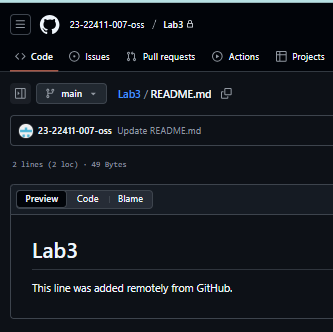 23-22411-007-oss / Lab3
Code Issues Pull requests Actions Projects
main Lab3 / README.md
23-22411-007-oss Update README.md
2 lines (2 loc) · 49 Bytes
Preview Code Blame
Lab3
This line was added remotely from GitHub.